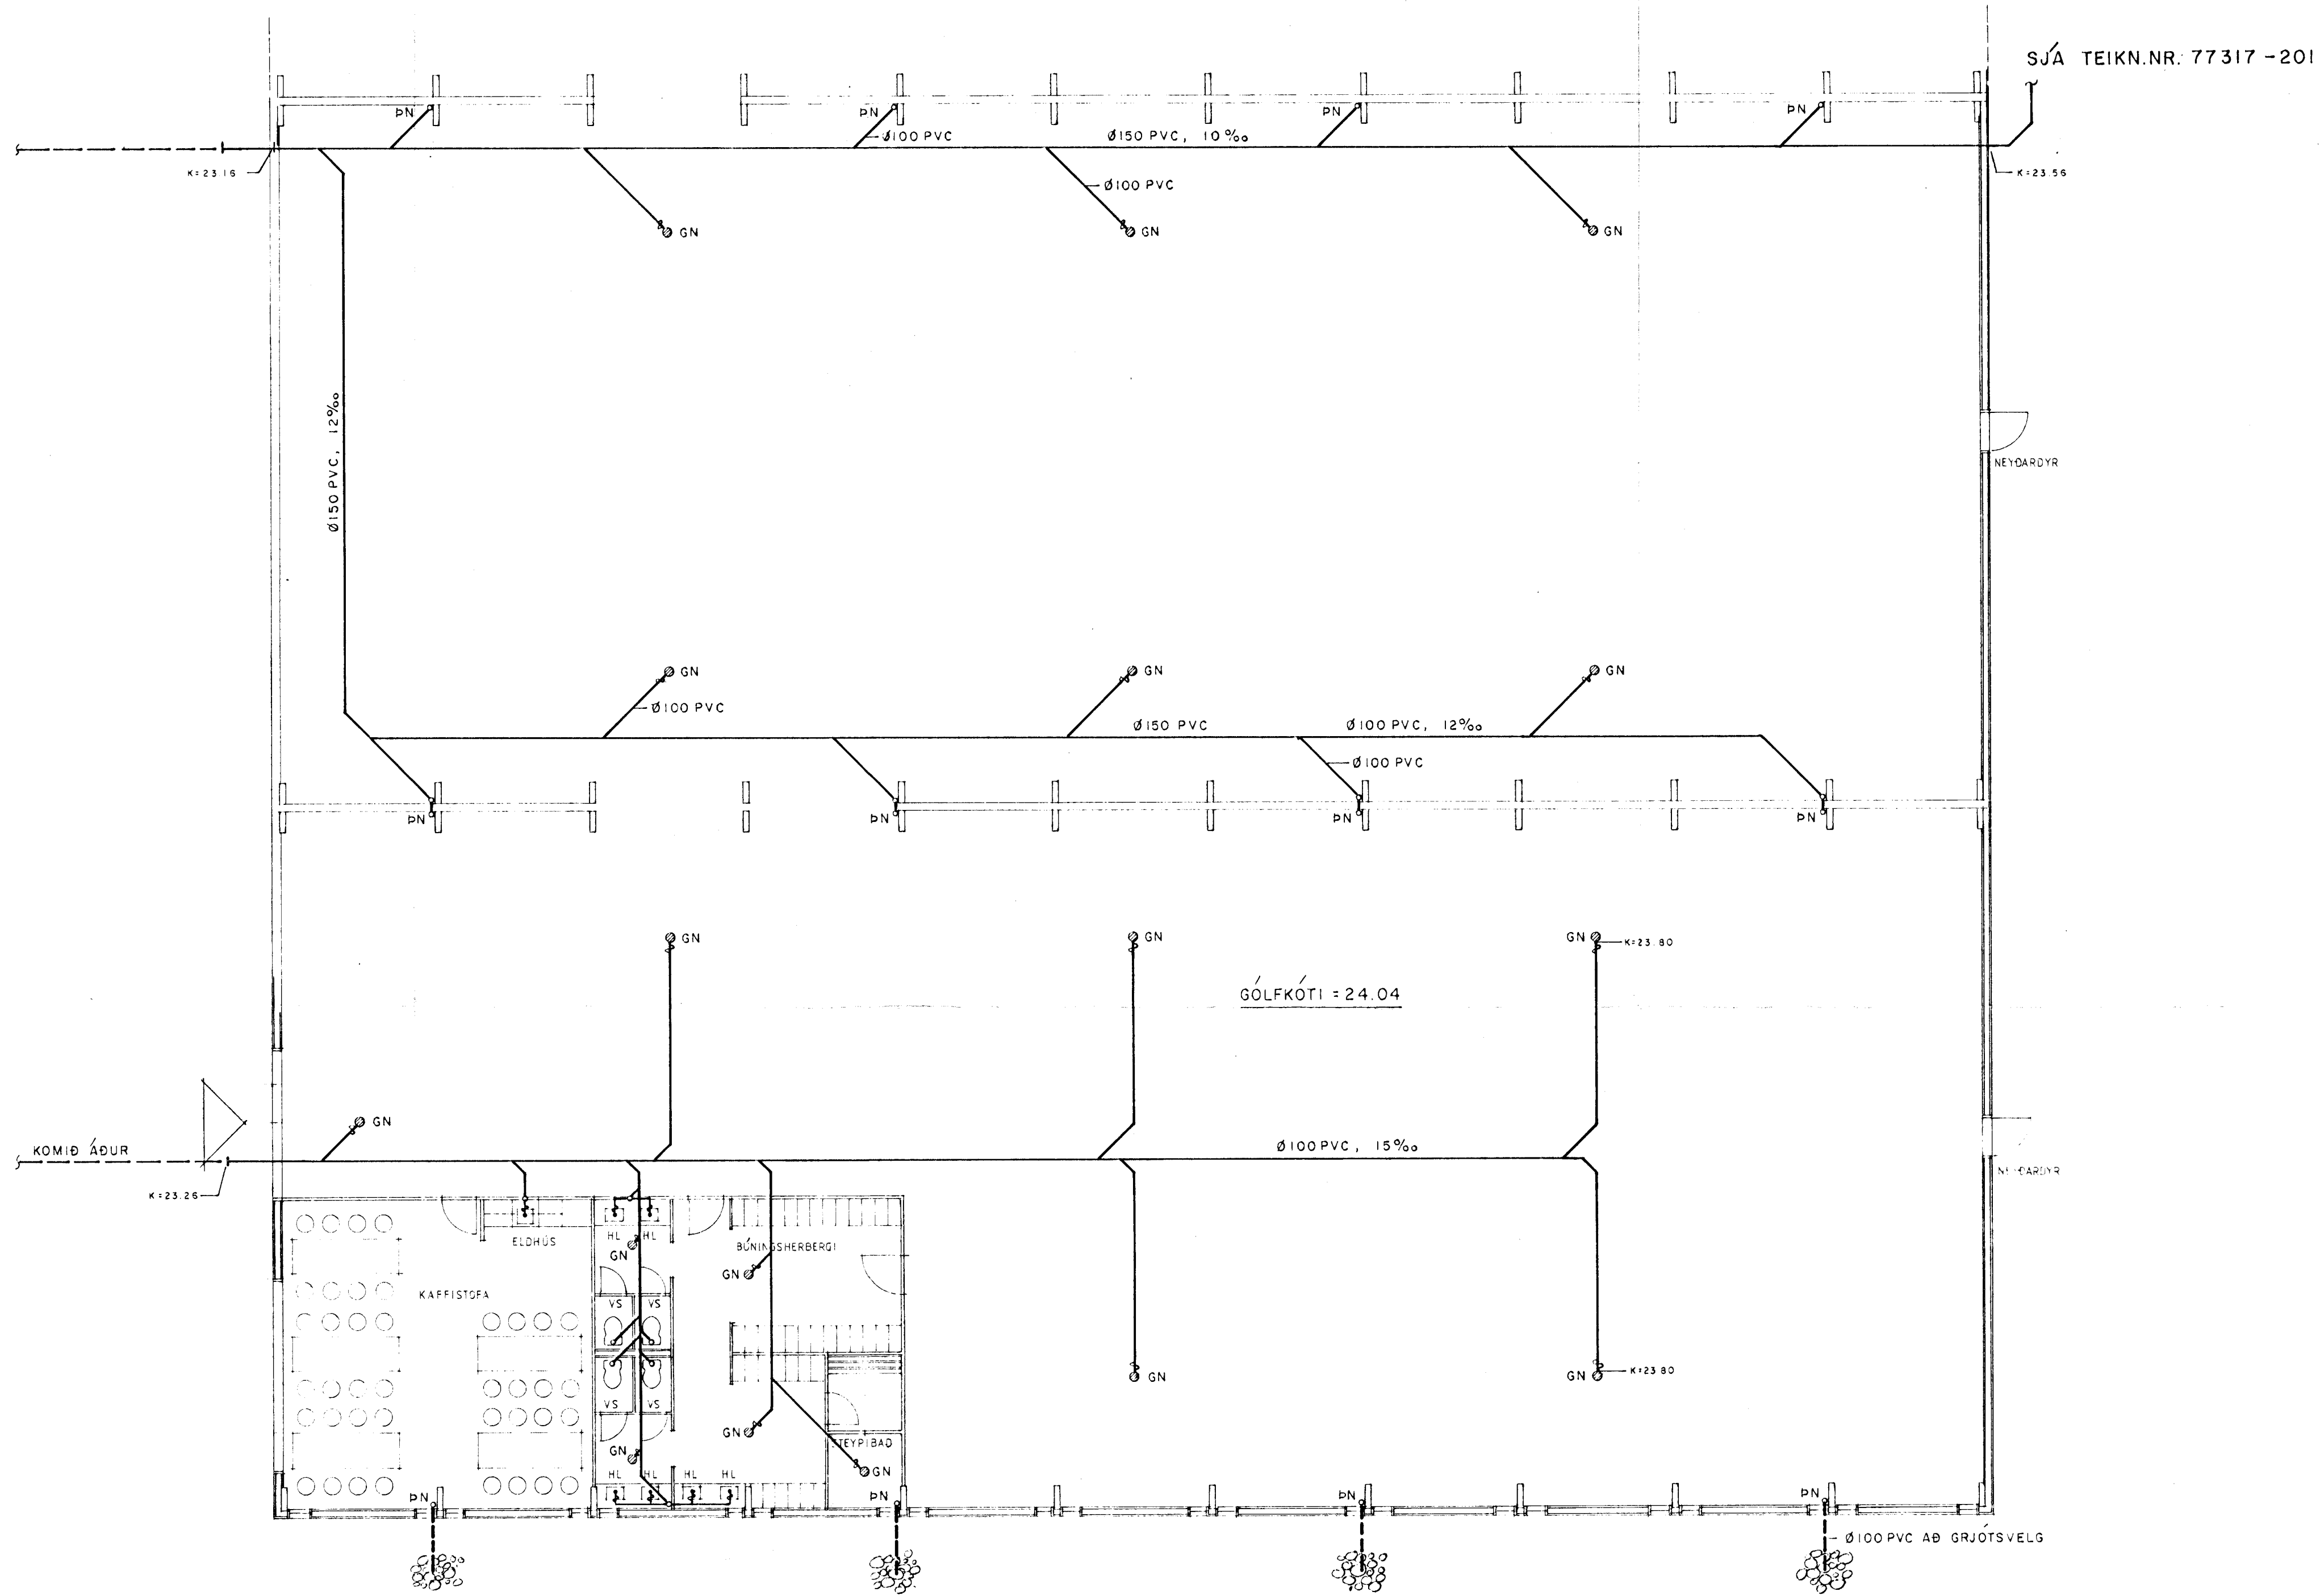 SJÁ TEIKN.NR. 77317-201
ÞN
ÞN
ÞN
ÞN
Ø100 PVC
Ø150 PVC, 10‰
K=23.16
K=23.56
Ø100 PVC
GN
GN
GN
Ø150 PVC, 12‰
NEYÐARDYR
GN
GN
GN
Ø100 PVC
Ø150 PVC
Ø100 PVC, 12‰
Ø100 PVC
ÞN
ÞN
ÞN
ÞN
GN
GN
GN
K=23.80
GÓLFKÓTI = 24.04
GN
KOMIÐ ÁÐUR
Ø100 PVC, 15‰
K=23.26
NEYÐARDYR
ELDHÚS
HL
HL
GN
BÚNINGSHERBERGI
GN
KAFFISTOFA
VS
VS
GN
GN
K=23.80
VS
VS
GN
GN
STEYPIBAÐ
HL
HL
HL
HL
GN
ÞN
ÞN
ÞN
ÞN
Ø100 PVC AÐ GRJÓTSVELG